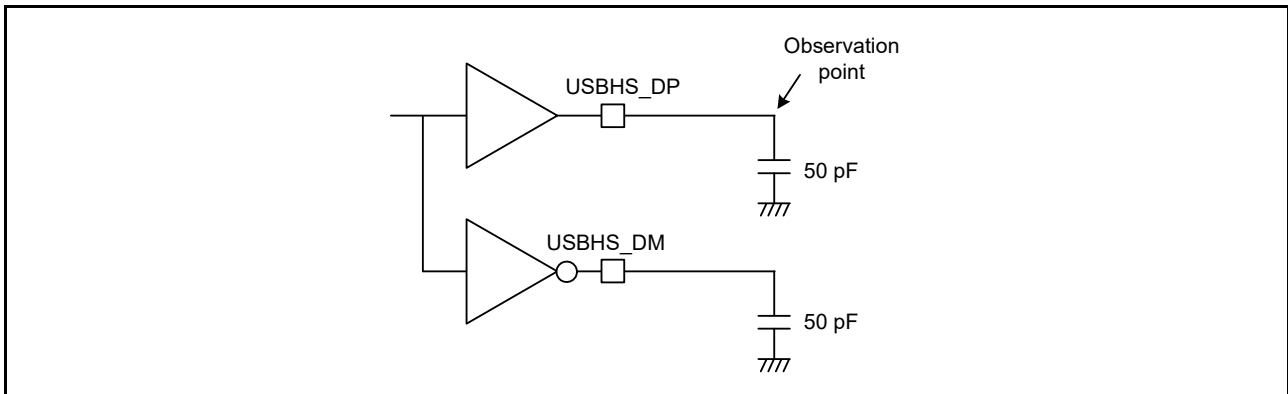 Observation
point
USBHS_DP
50 pF
USBHS_DM
50 pF